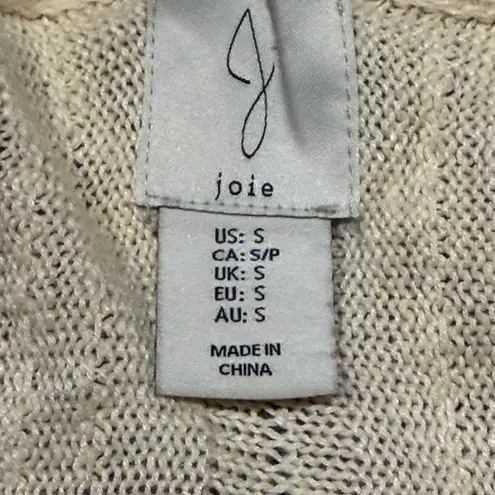 joie
US: S
CA: S/P
UK: S
EU: S
AU: S
MADE IN
CHINA